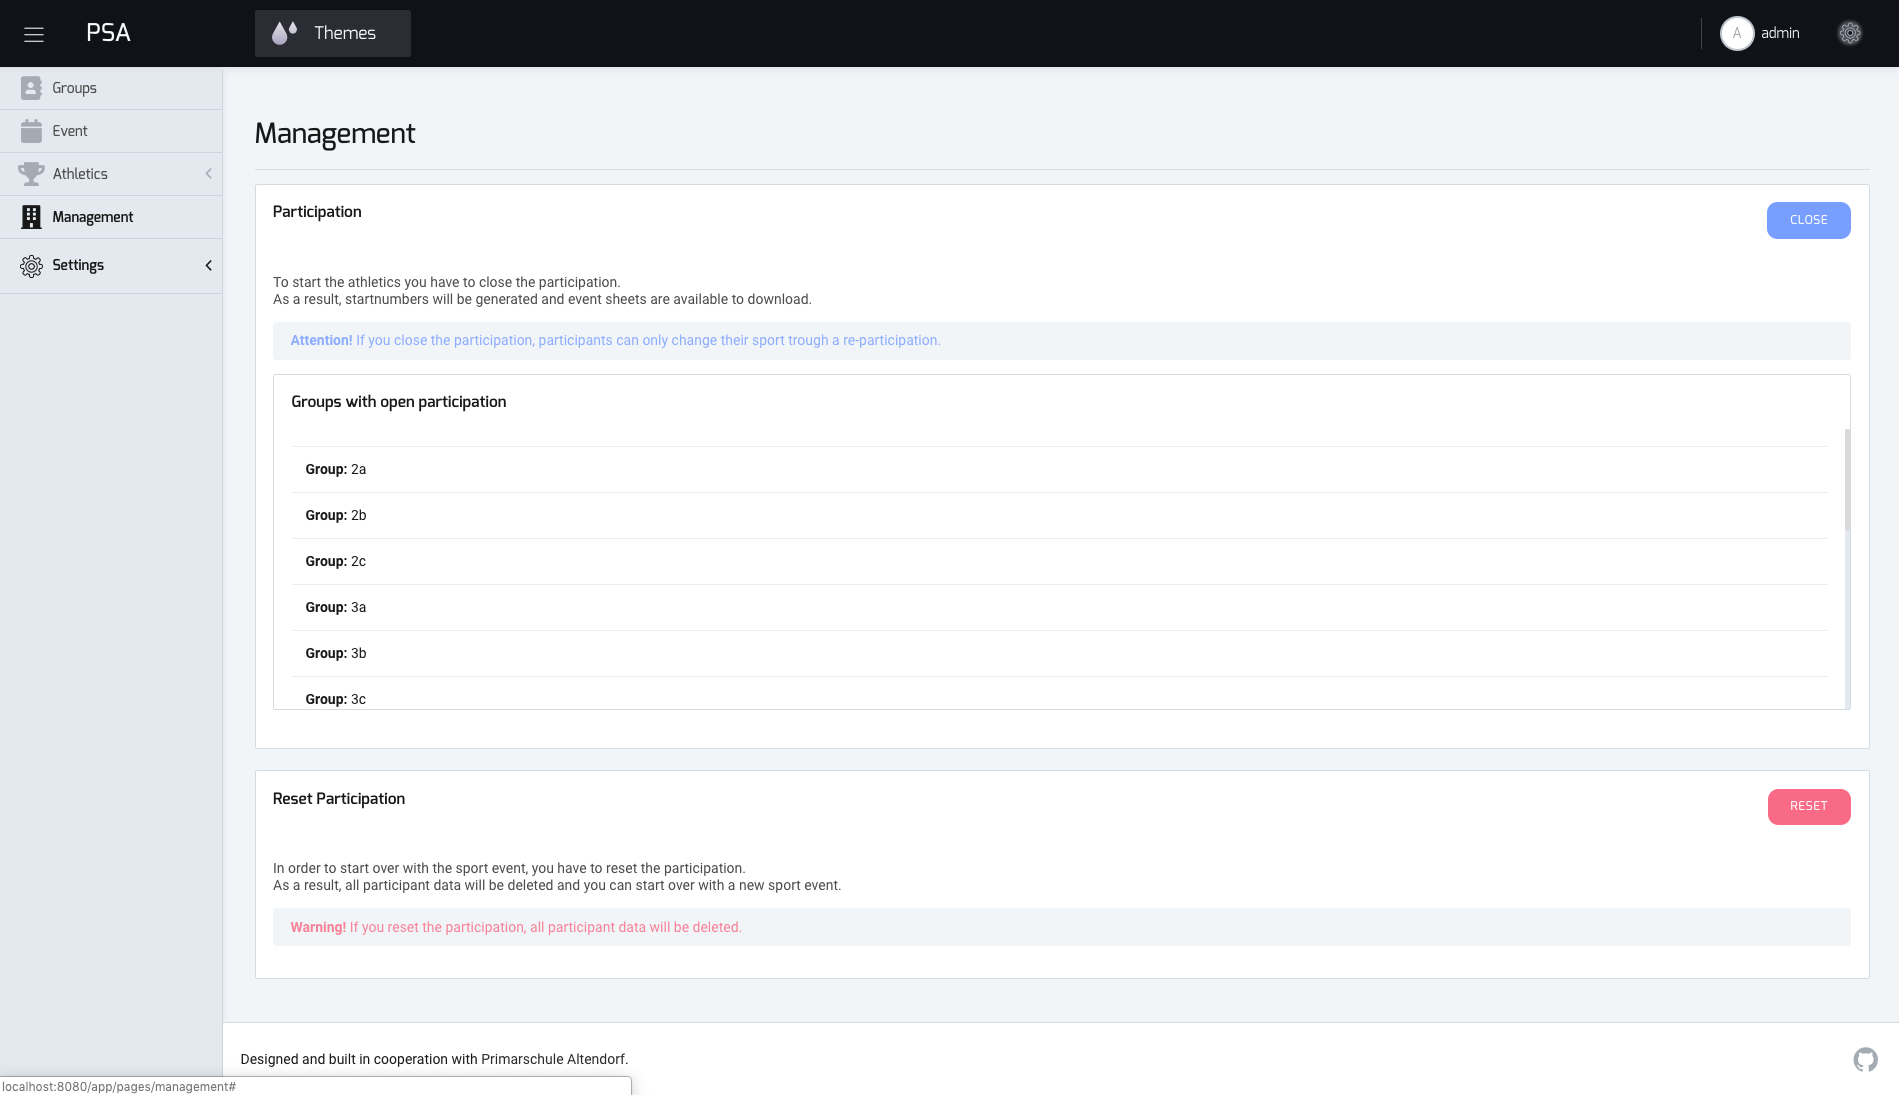 PSA
Themes
A admin
Groups
Event
Athletics
Management
Settings
Management
Participation
CLOSE
To start the athletics you have to close the participation.
As a result, startnumbers will be generated and event sheets are available to download.
Attention! If you close the participation, participants can only change their sport trough a re-participation.
Groups with open participation
Group: 2a
Group: 2b
Group: 2c
Group: 3a
Group: 3b
Group: 3c
Reset Participation
RESET
In order to start over with the sport event, you have to reset the participation.
As a result, all participant data will be deleted and you can start over with a new sport event.
Warning! If you reset the participation, all participant data will be deleted.
Designed and built in cooperation with Primarschule Altendorf.
localhost:8080/app/pages/management#